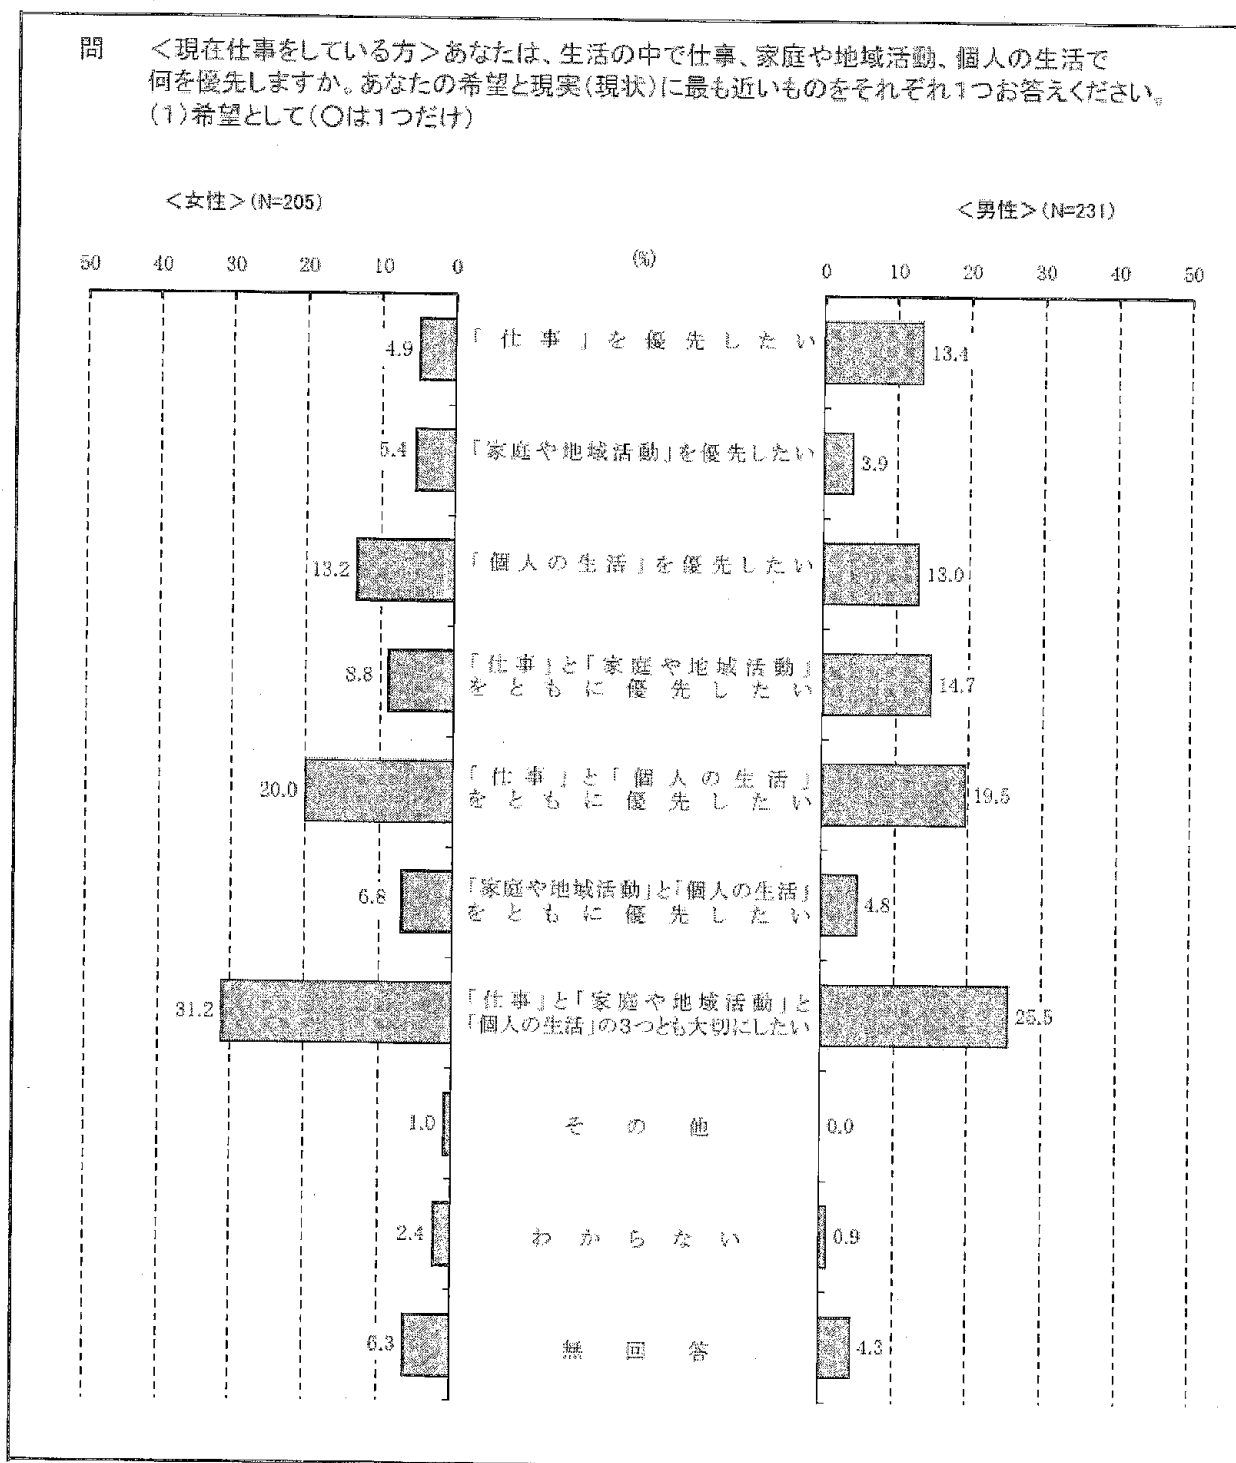 問 <現在仕事をしている方>あなたは、生活の中で仕事、家庭や地域活動、個人の生活で
何を優先しますか。あなたの希望と現実(現状)に最も近いものをそれぞれ1つお答えください。
(1)希望として(○は1つだけ)
<女性>(N=205)
<男性>(N=231)
50 40 30 20 10 0 (%) 0 10 20 30 40 50
4.9 「仕事」を優先したい 13.4
5.4 「家庭や地域活動」を優先したい 3.9
13.2 「個人の生活」を優先したい 13.0
8.8 「仕事」と「家庭や地域活動」 14.7
をともに優先したい
20.0 「仕事」と「個人の生活」 19.5
をともに優先したい
6.8 「家庭や地域活動」と「個人の生活」 4.8
をともに優先したい
31.2 「仕事」と「家庭や地域活動」と 25.5
「個人の生活」の3つとも大切にしたい
1.0 その他 0.0
2.4 わからない 0.9
6.3 無回答 4.3